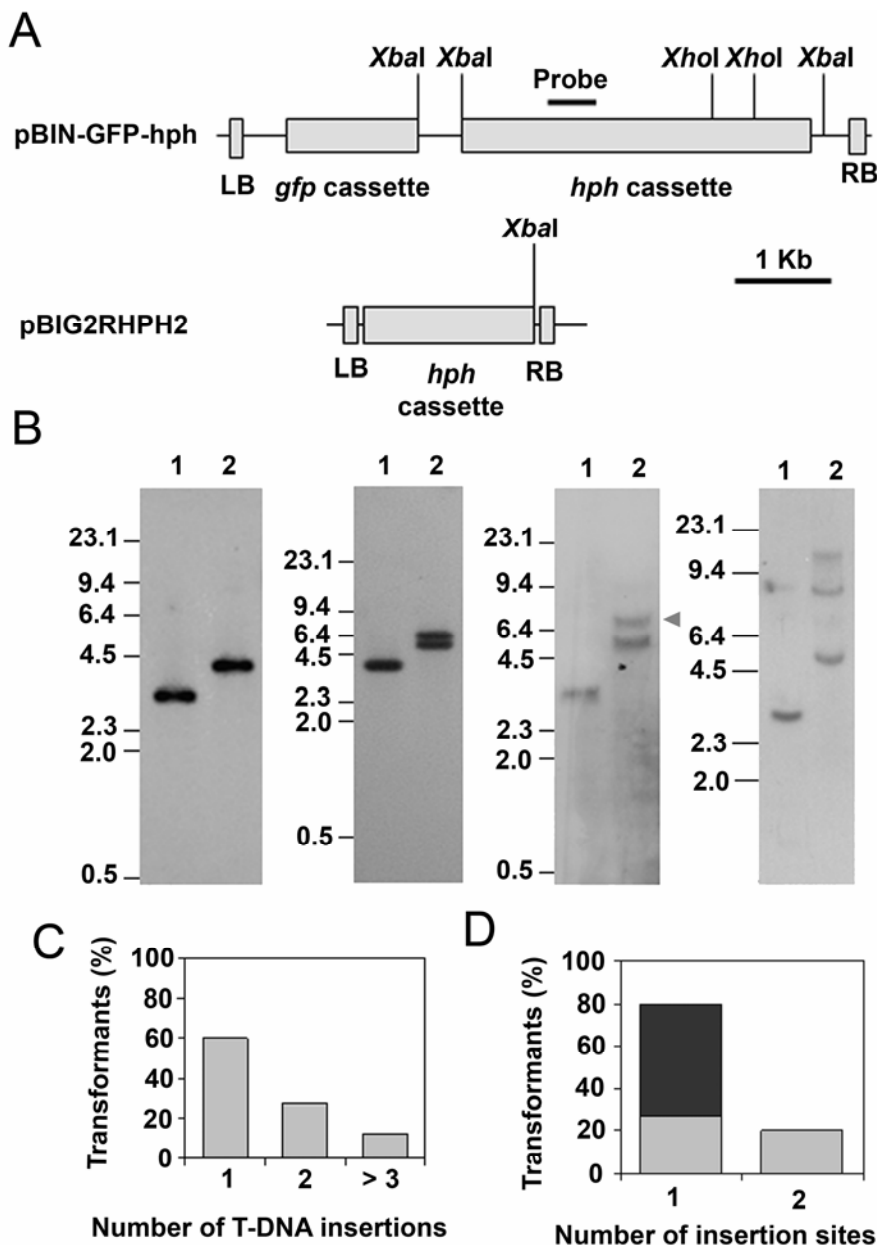 A
XbaI XbaI XhoI XhoI XbaI
Probe
pBIN-GFP-hph
LB gfp cassette hph cassette RB
XbaI
1 Kb
pBIG2RHPH2
LB hph RB
cassette
B
1 2
23.1
9.4
6.4
4.5
2.3
2.0
0.5
1 2
23.1
9.4
6.4
4.5
2.3
2.0
0.5
1 2
23.1
9.4
6.4
4.5
2.3
2.0
0.5
1 2
23.1
9.4
6.4
4.5
2.3
2.0
C
Transformants (%)
100
80
60
40
20
0
1 2 > 3
Number of T-DNA insertions
D
Transformants (%)
100
80
60
40
20
0
1 2
Number of insertion sites